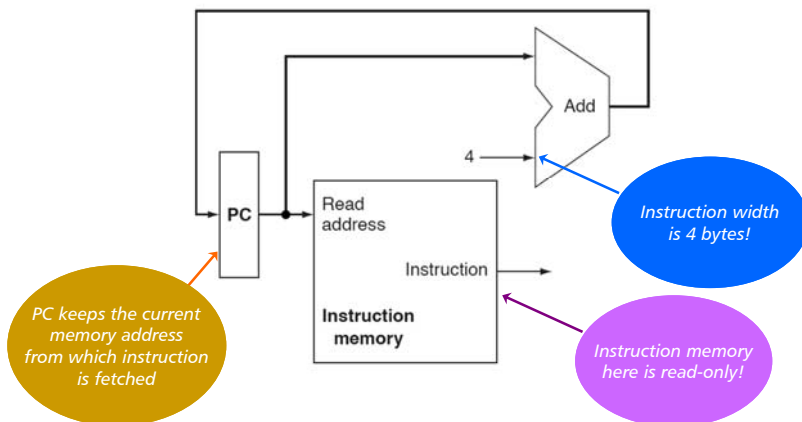 Add
4
PC
Read
address
Instruction
Instruction
memory
Instruction width
is 4 bytes!
PC keeps the current
memory address
from which instruction
is fetched
Instruction memory
here is read-only!